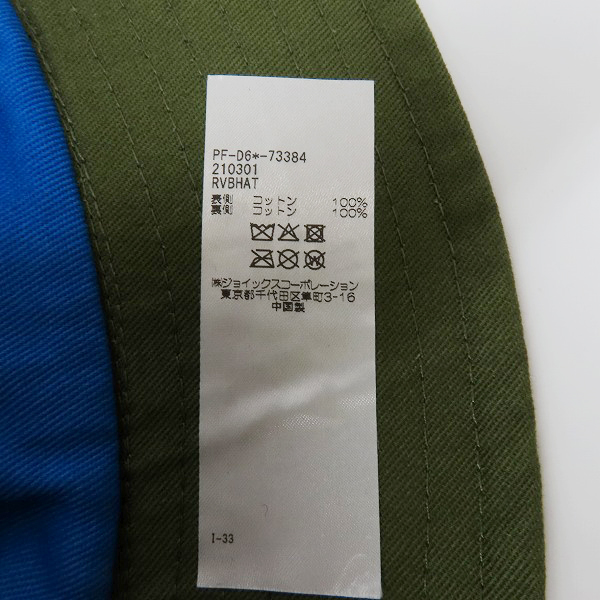 PF-D6*-73384
210301
RVBHAT
表側 コットン 100%
裏側 コットン 100%
㈱ジョイックスコーポレーション
東京都千代田区隼町3-16
中国製
I-33